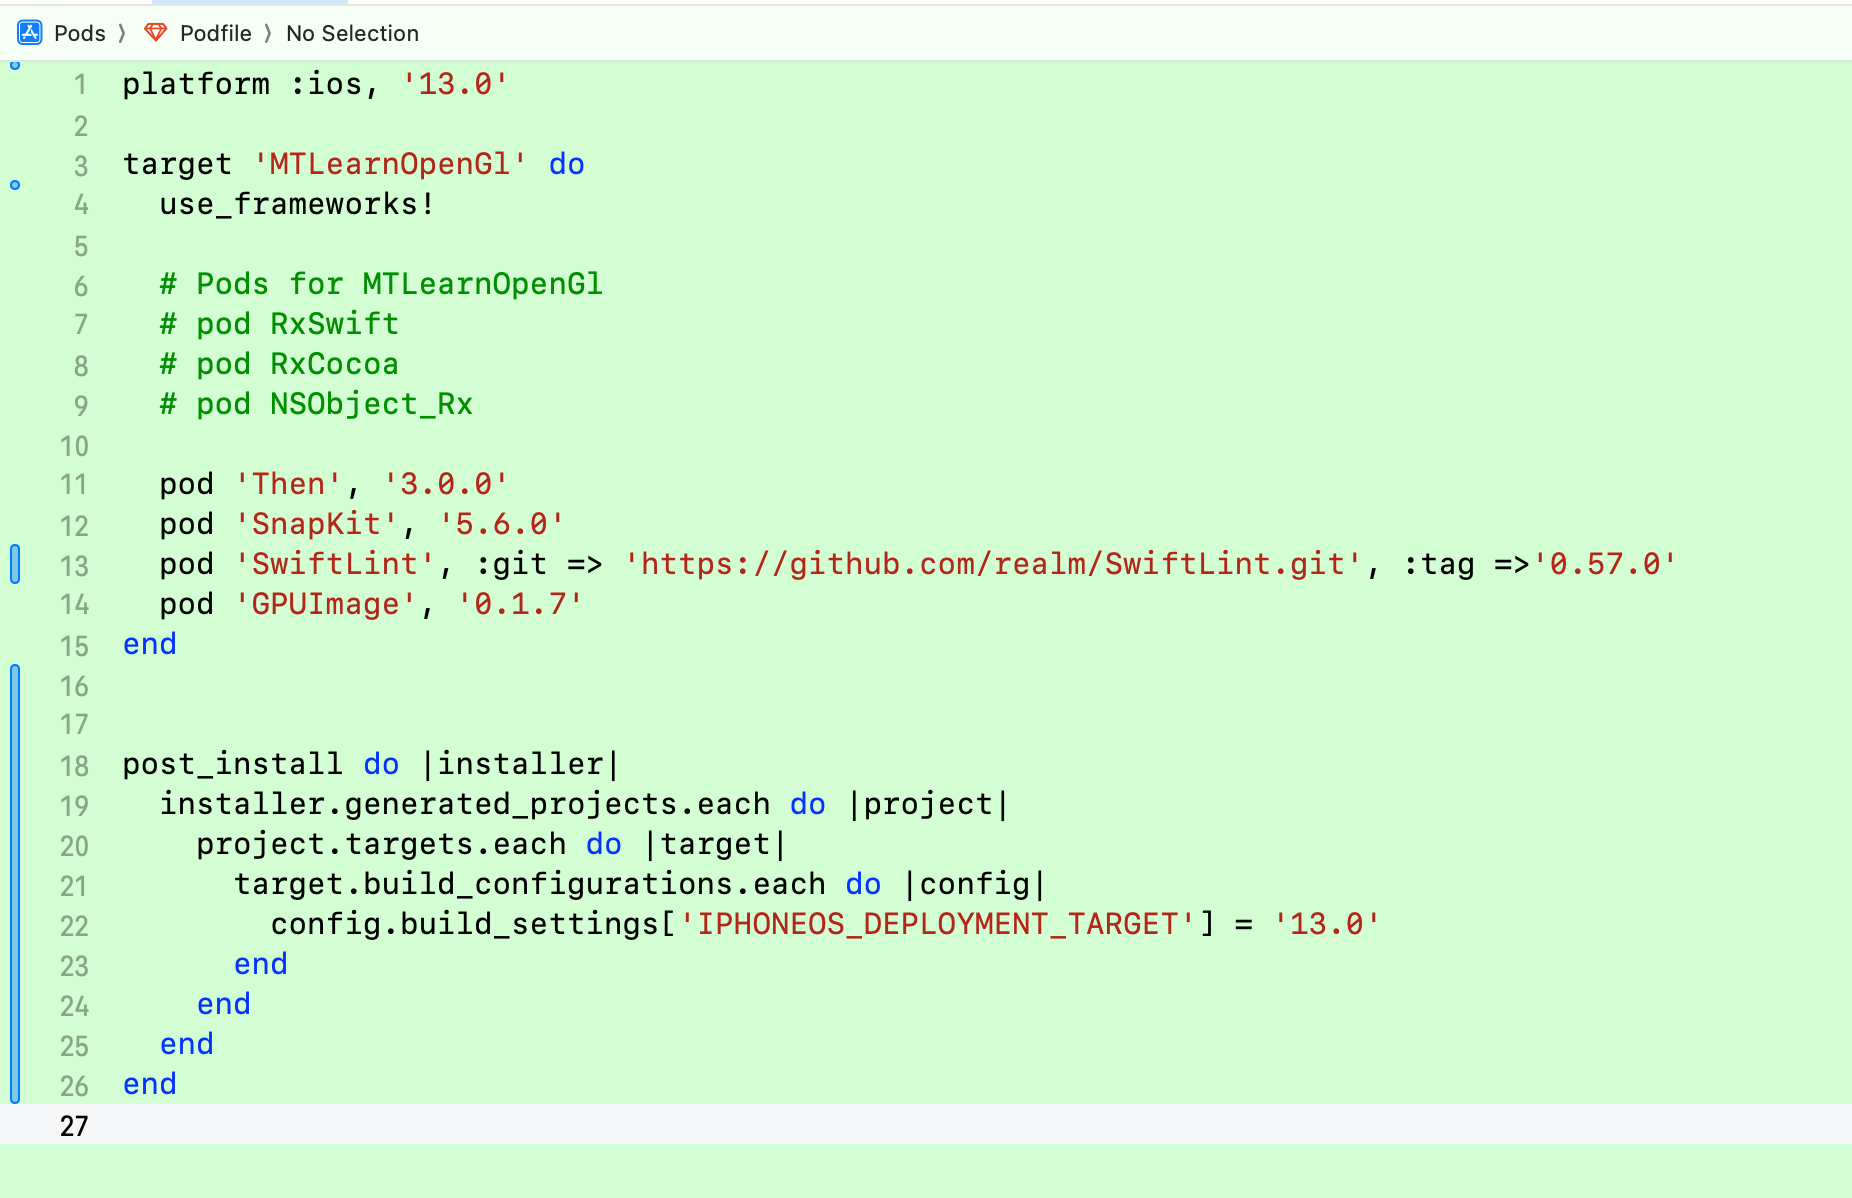 Pods 〉 Podfile 〉 No Selection
1 platform :ios, '13.0'
2
3 target 'MTLearnOpenGl' do
4   use_frameworks!
5
6   # Pods for MTLearnOpenGl
7   # pod RxSwift
8   # pod RxCocoa
9   # pod NSObject_Rx
10
11   pod 'Then', '3.0.0'
12   pod 'SnapKit', '5.6.0'
13   pod 'SwiftLint', :git => 'https://github.com/realm/SwiftLint.git', :tag =>'0.57.0'
14   pod 'GPUImage', '0.1.7'
15 end
16
17
18 post_install do |installer|
19   installer.generated_projects.each do |project|
20     project.targets.each do |target|
21       target.build_configurations.each do |config|
22         config.build_settings['IPHONEOS_DEPLOYMENT_TARGET'] = '13.0'
23       end
24     end
25   end
26 end
27